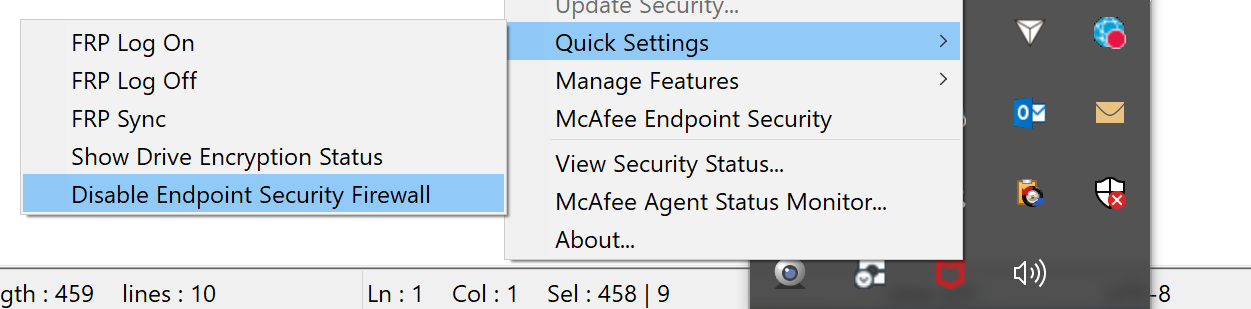 Update Security...
Quick Settings
Manage Features
McAfee Endpoint Security
View Security Status...
McAfee Agent Status Monitor...
About...
FRP Log On
FRP Log Off
FRP Sync
Show Drive Encryption Status
Disable Endpoint Security Firewall
gth : 459 lines : 10 Ln : 1 Col : 1 Sel : 458 | 9 -8